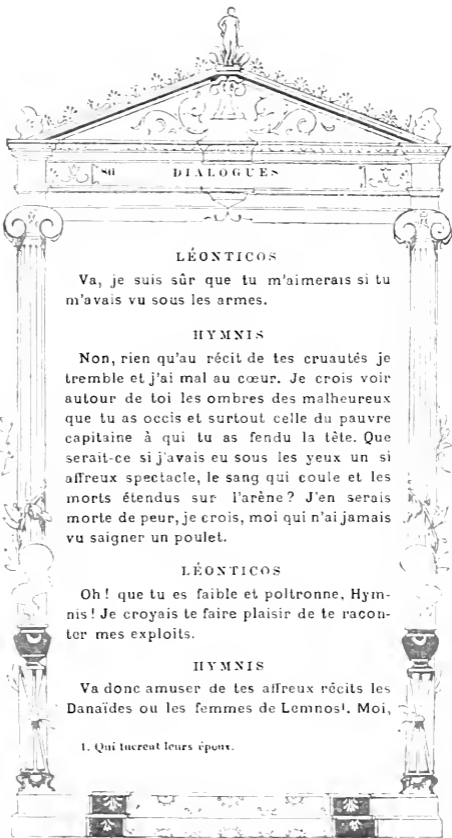 80 DIALOGUES
LÉONTICOS
Va, je suis sûr que tu m'aimerais si tu
m'avais vu sous les armes.
HYMNIS
Non, rien qu'au récit de tes cruautés je
tremble et j'ai mal au cœur. Je crois voir
autour de toi les ombres des malheureux
que tu as occis et surtout celle du pauvre
capitaine à qui tu as fendu la tête. Que
serait-ce si j'avais eu sous les yeux un si
affreux spectacle, le sang qui coule et les
morts étendus sur l'arène? J'en serais
morte de peur, je crois, moi qui n'ai jamais
vu saigner un poulet.
LÉONTICOS
Oh! que tu es faible et poltronne, Hym-
nis! Je croyais te faire plaisir de te racon-
ter mes exploits.
HYMNIS
Va donc amuser de tes affreux récits les
Danaïdes ou les femmes de Lemnos¹. Moi,
1. Qui tuèrent leurs époux.